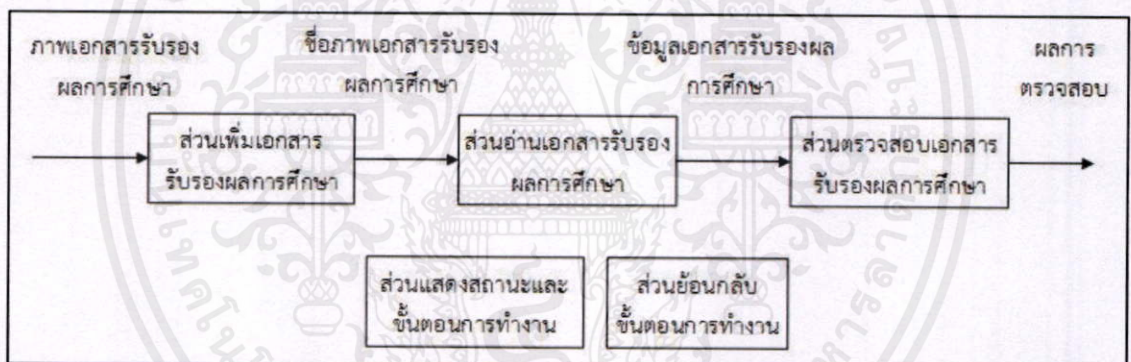 ภาพเอกสารรับรอง
ผลการศึกษา
ชื่อภาพเอกสารรับรอง
ผลการศึกษา
ข้อมูลเอกสารรับรองผล
การศึกษา
ผลการ
ตรวจสอบ
ส่วนเพิ่มเอกสาร
รับรองผลการศึกษา
ส่วนอ่านเอกสารรับรอง
ผลการศึกษา
ส่วนตรวจสอบเอกสาร
รับรองผลการศึกษา
ส่วนแสดงสถานะและ
ขั้นตอนการทำงาน
ส่วนย้อนกลับ
ขั้นตอนการทำงาน